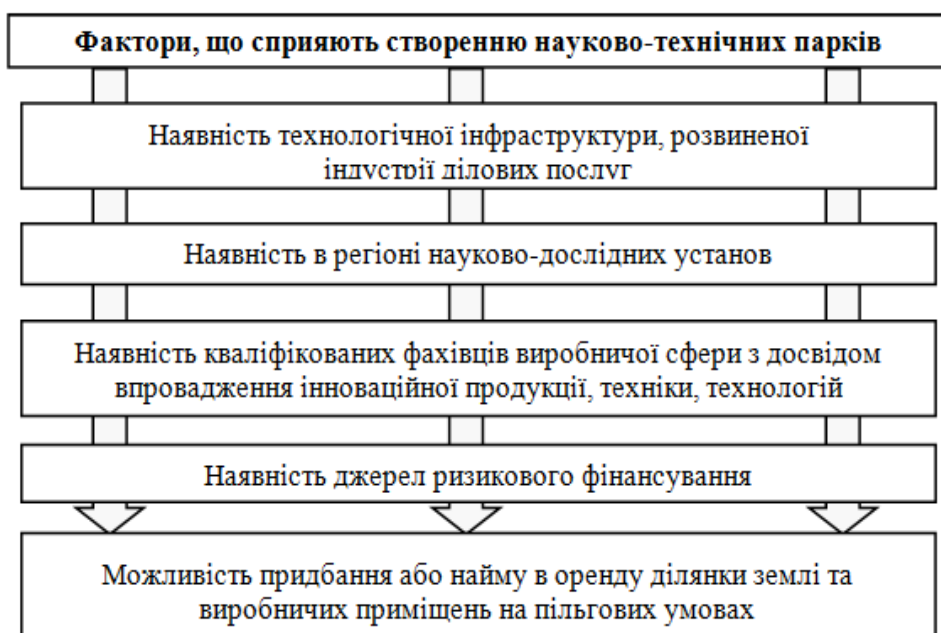 Фактори, що сприяють створенню науково-технічних парків
Наявність технологічної інфраструктури, розвиненої
індустрії ділових послуг
Наявність в регіоні науково-дослідних установ
Наявність кваліфікованих фахівців виробничої сфери з досвідом
впровадження інноваційної продукції, техніки, технологій
Наявність джерел ризикового фінансування
Можливість придбання або найму в оренду ділянки землі та
виробничих приміщень на пільгових умовах